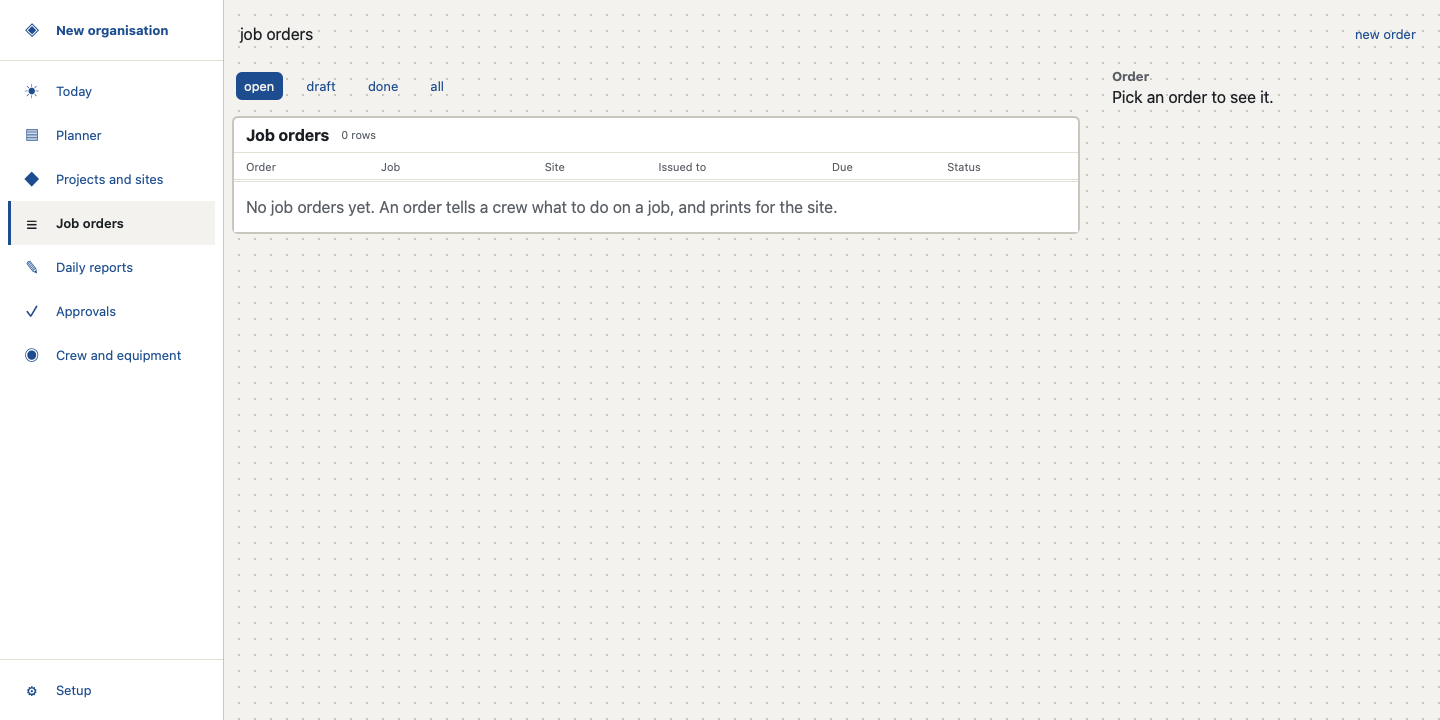 New organisation
Today
Planner
Projects and sites
Job orders
Daily reports
Approvals
Crew and equipment
Setup
job orders
new order
open draft done all
Job orders 0 rows
Order Job Site Issued to Due Status
No job orders yet. An order tells a crew what to do on a job, and prints for the site.
Order
Pick an order to see it.